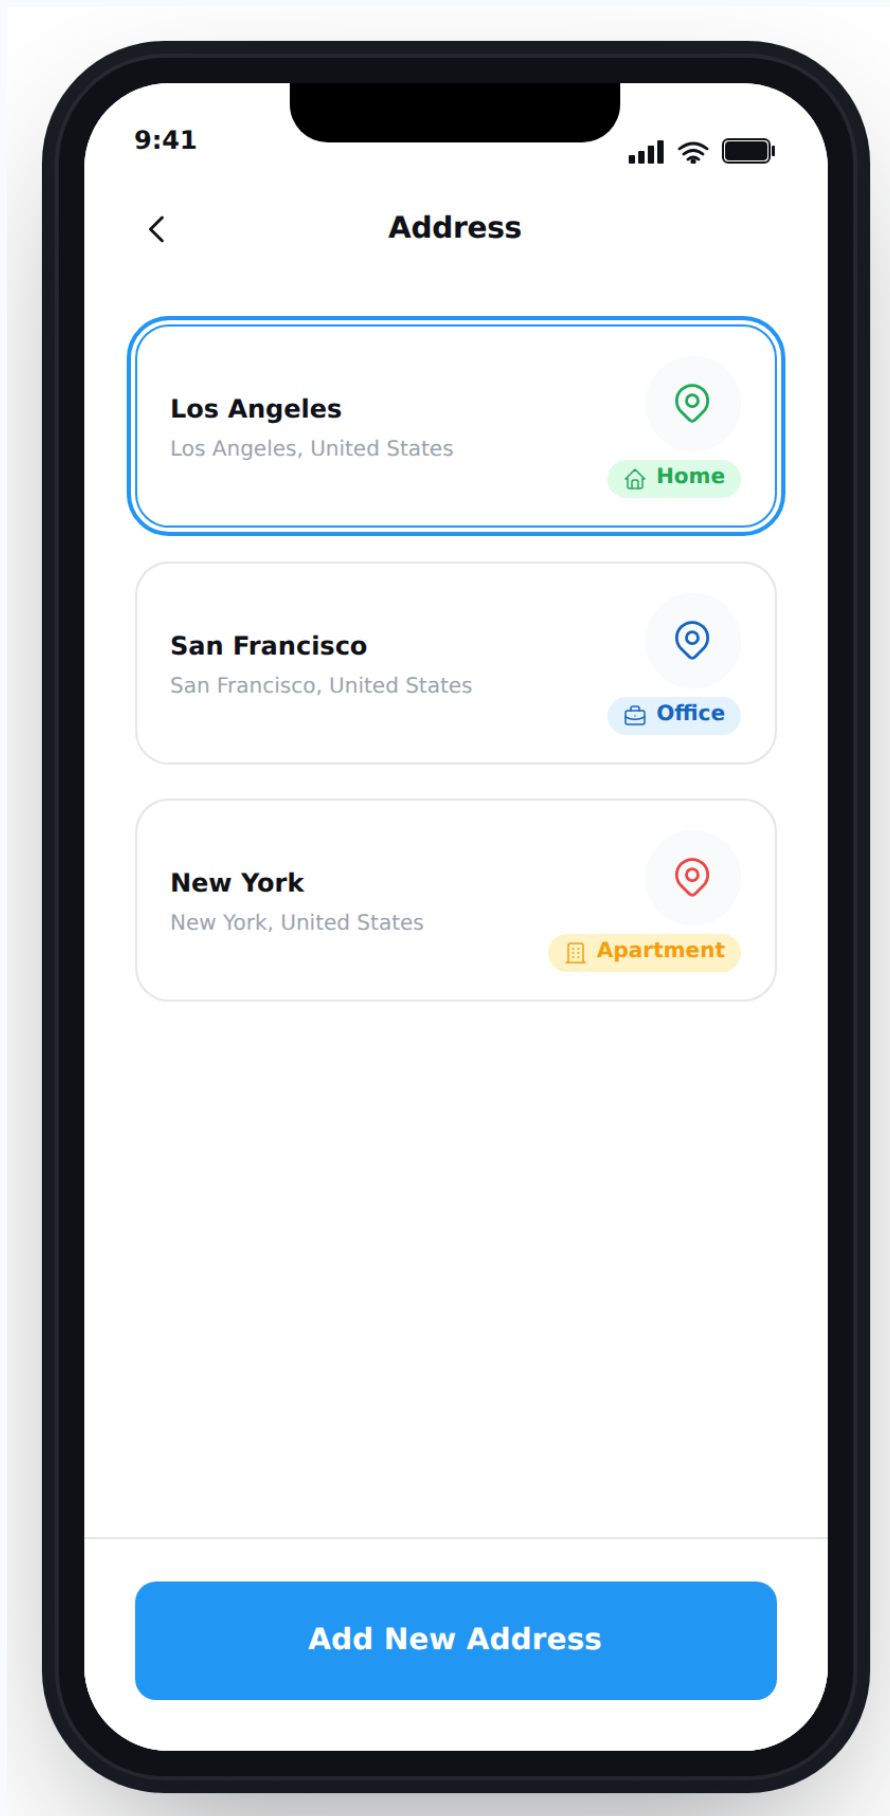 9:41
Address
Los Angeles
Los Angeles, United States
Home
San Francisco
San Francisco, United States
Office
New York
New York, United States
Apartment
Add New Address